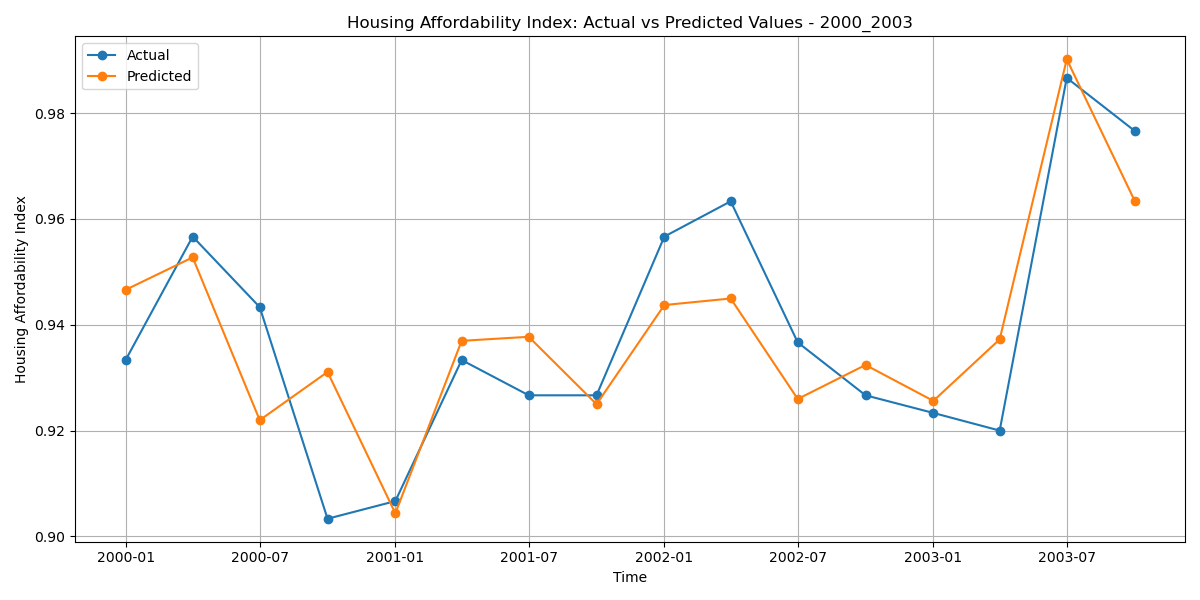 Housing Affordability Index: Actual vs Predicted Values - 2000_2003
Actual
Predicted
Housing Affordability Index
0.98
0.96
0.94
0.92
0.90
2000-01
2000-07
2001-01
2001-07
2002-01
2002-07
2003-01
2003-07
Time